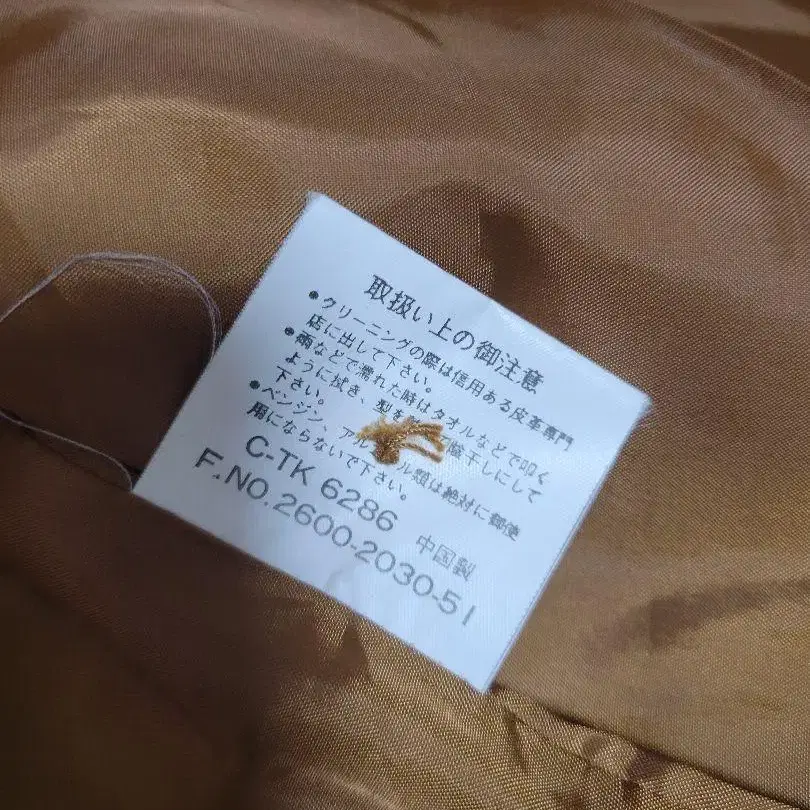 取扱い上の御注意
●クリーニングの際は信用ある皮革専門
店に出して下さい。
●雨などで濡れた時はタオルなどで叩く
ように拭き、型を 陰干しにして
下さい。
●ベンジン、アル ル類は絶対に御使
用にならないで下さい。
C-TK 6286 中国製
F.NO.2600-2030-51